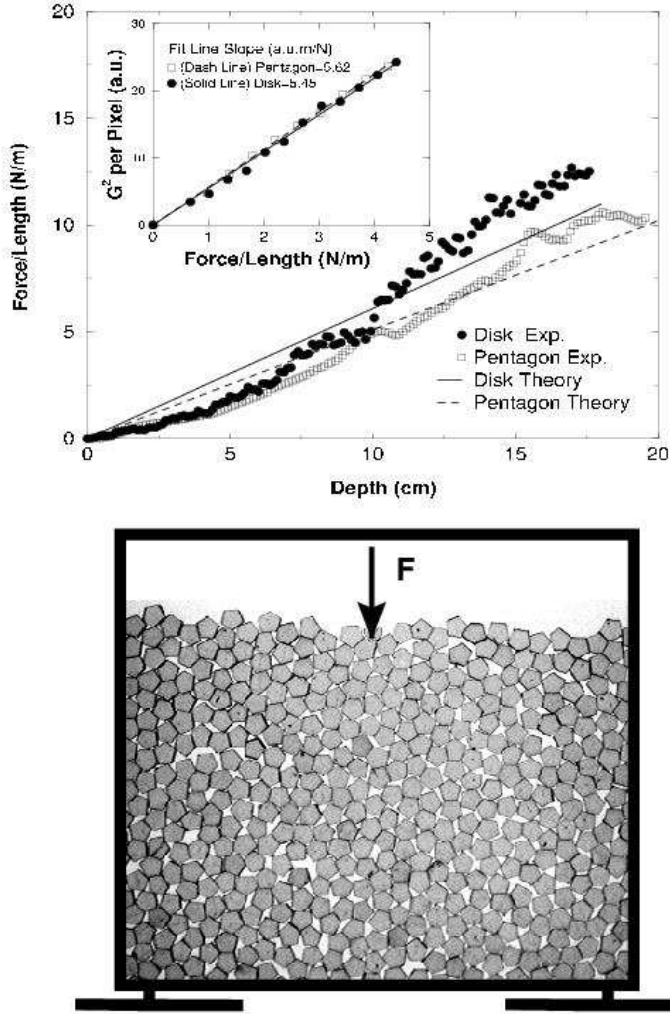 20
15
10
5
0
Force/Length (N/m)
30
20
10
0
G² per Pixel (a.u.)
Fit Line Slope (a.u.m/N)
(Dash Line) Pentagon=5.62
(Solid Line) Disk=5.45
0 1 2 3 4 5
Force/Length (N/m)
Disk Exp.
Pentagon Exp.
Disk Theory
Pentagon Theory
0 5 10 15 20
Depth (cm)
F